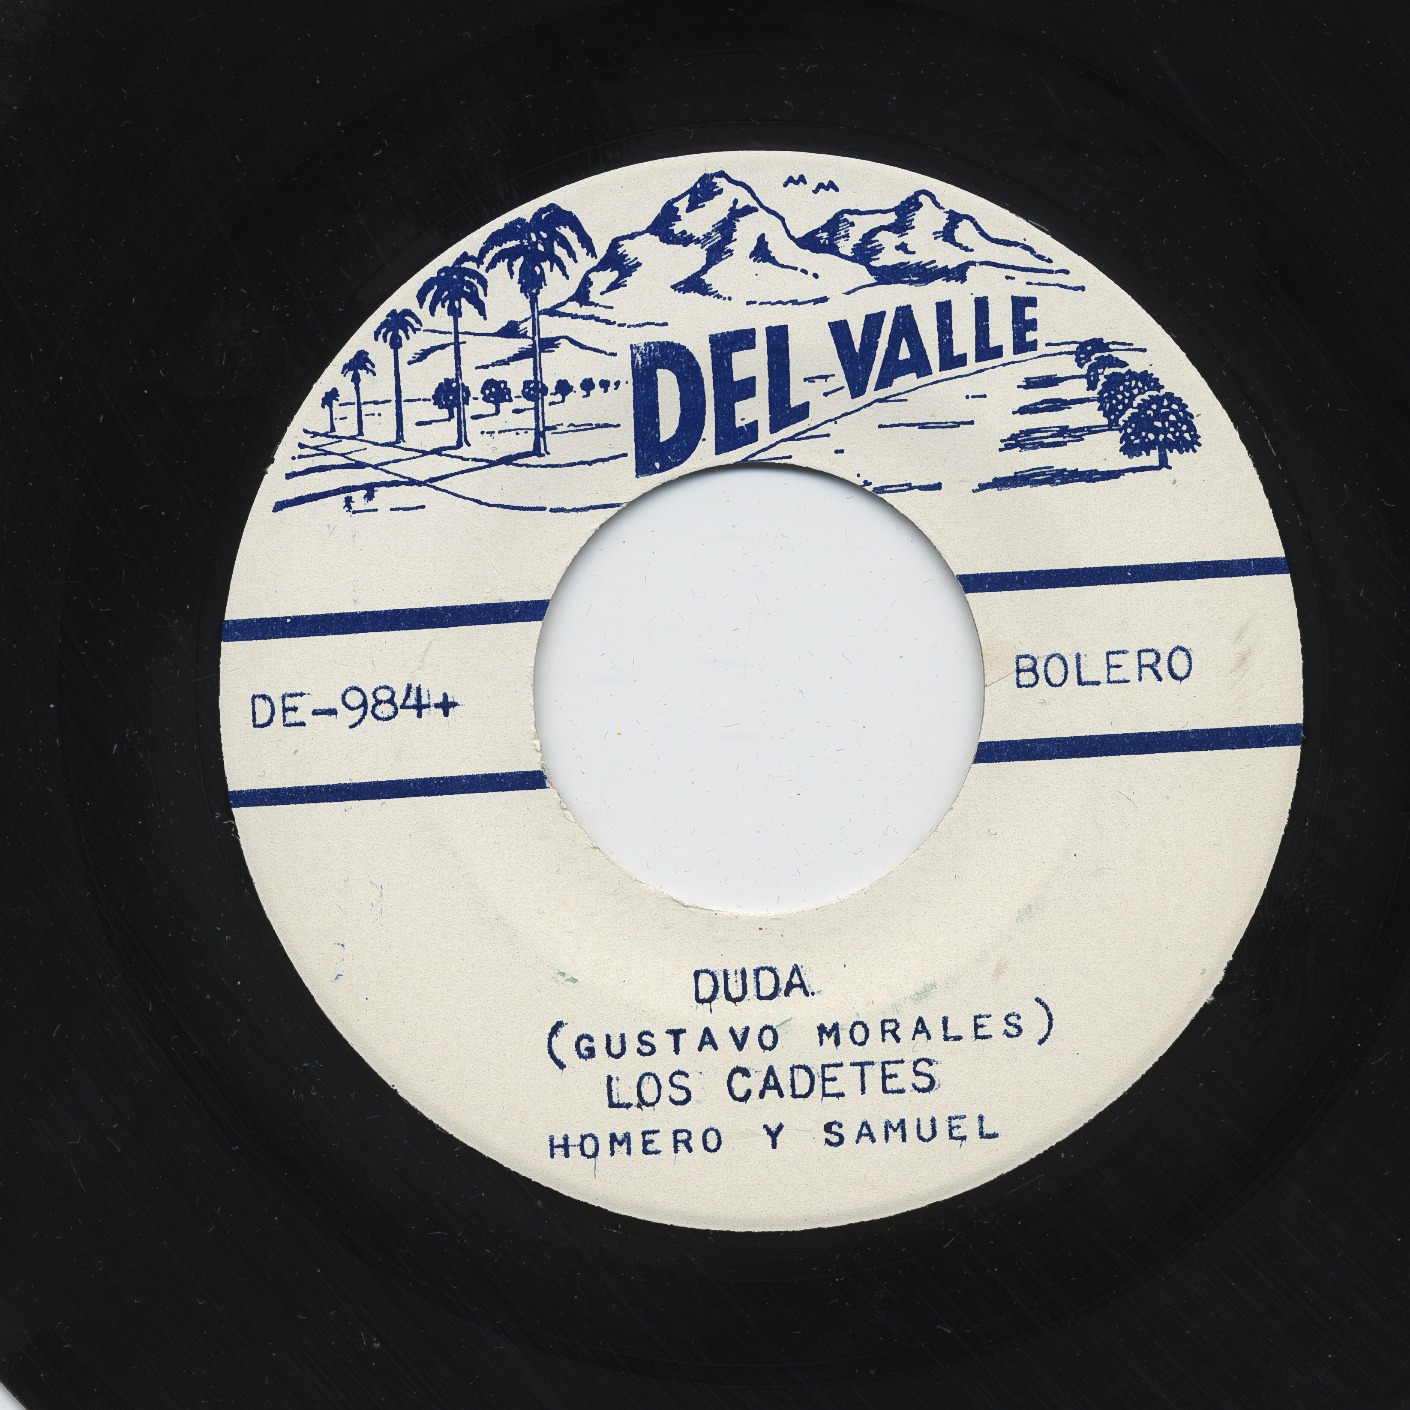 DEL VALLE
DE-984+
BOLERO
DUDA.
(GUSTAVO MORALES)
LOS CADETES
HOMERO Y SAMUEL